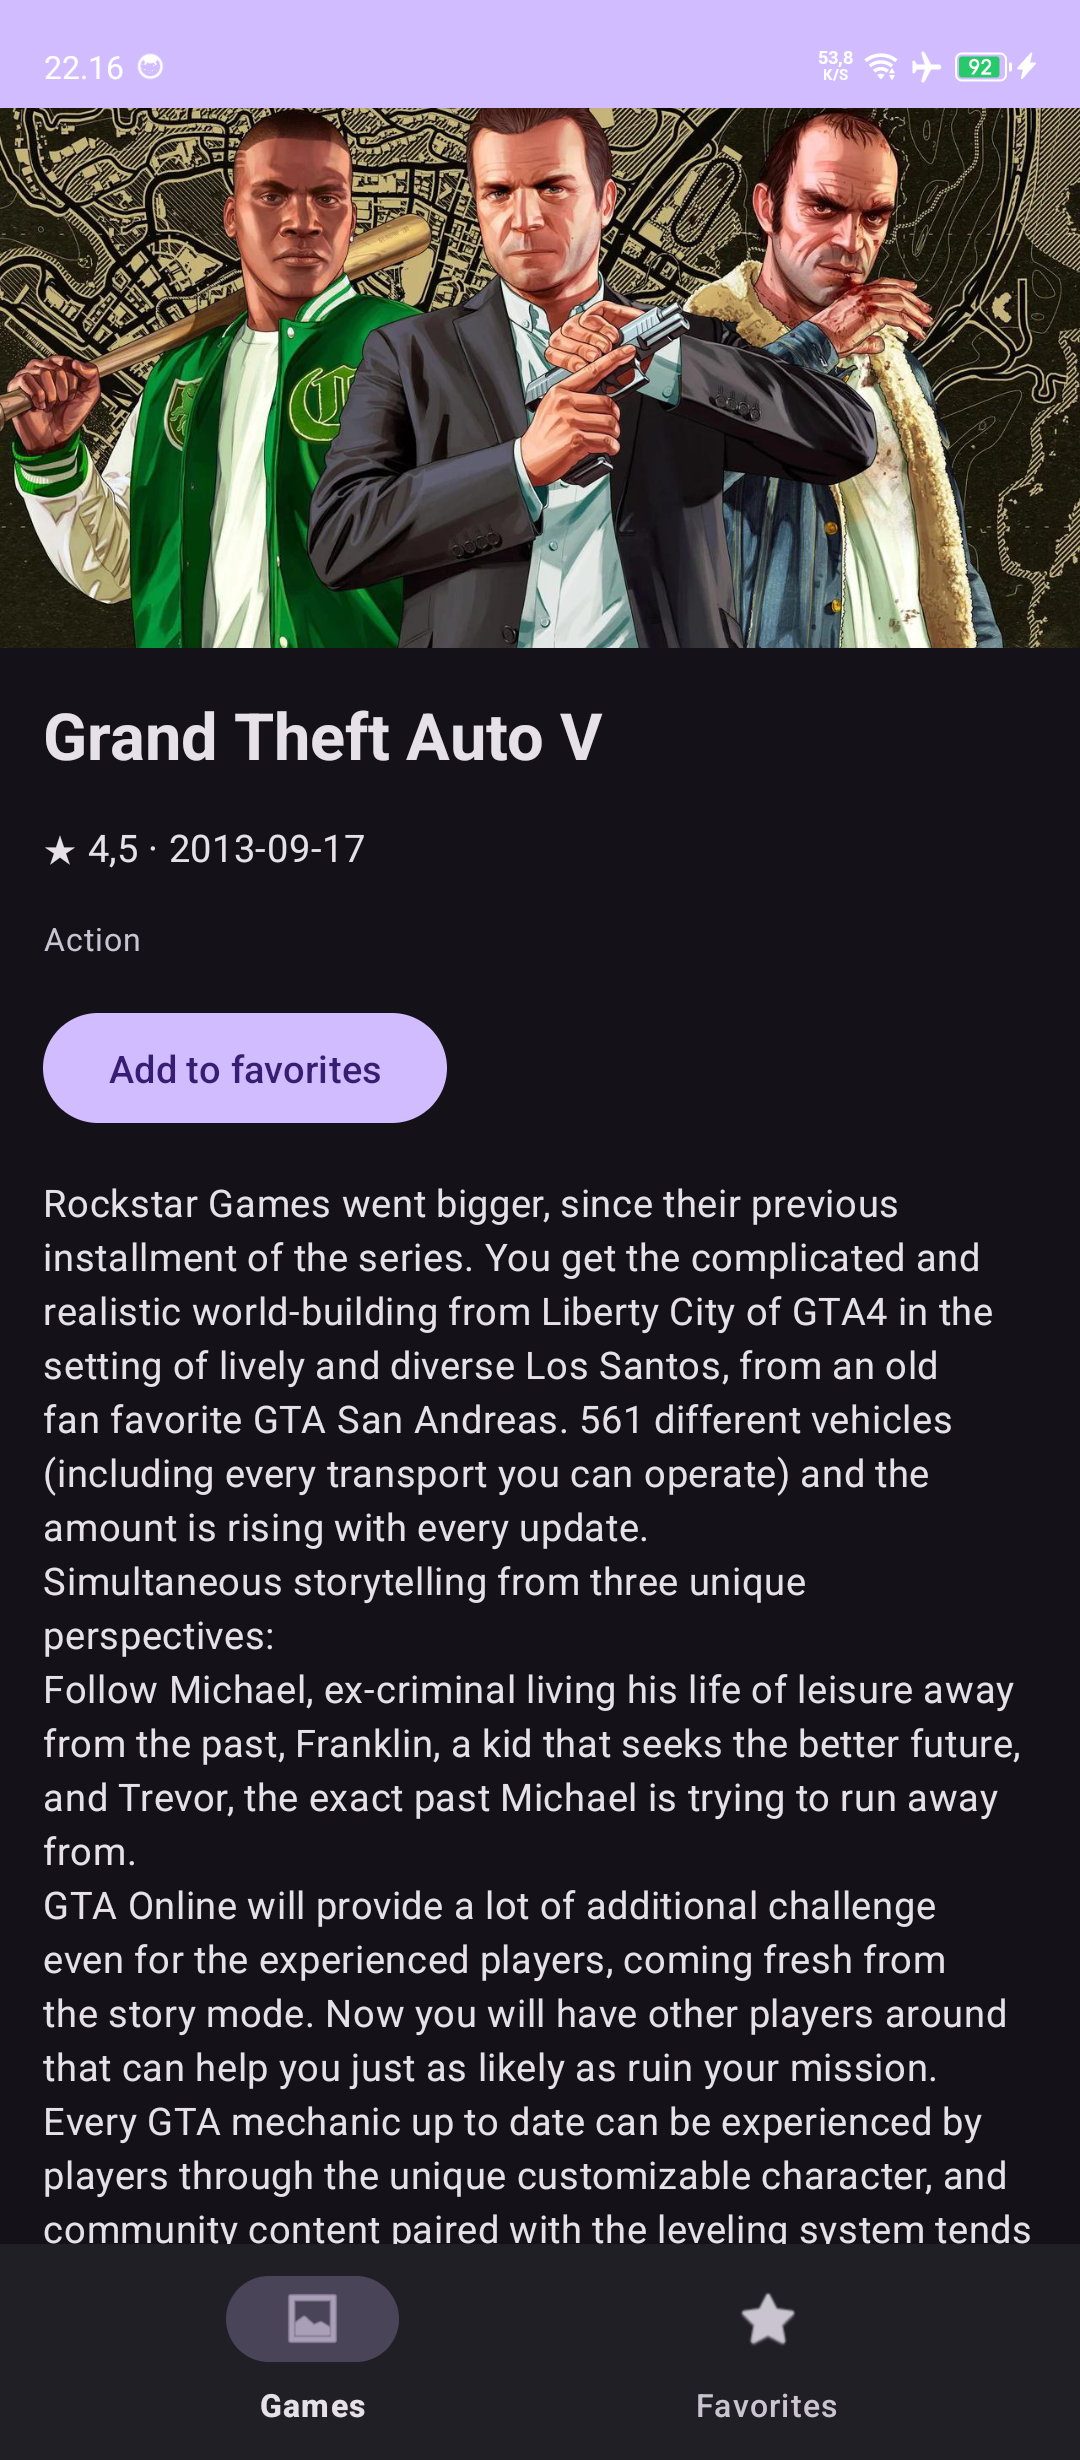 22.16
53,8
K/S
92
Grand Theft Auto V
★ 4,5 · 2013-09-17
Action
Add to favorites
Rockstar Games went bigger, since their previous
installment of the series. You get the complicated and
realistic world-building from Liberty City of GTA4 in the
setting of lively and diverse Los Santos, from an old
fan favorite GTA San Andreas. 561 different vehicles
(including every transport you can operate) and the
amount is rising with every update.
Simultaneous storytelling from three unique
perspectives:
Follow Michael, ex-criminal living his life of leisure away
from the past, Franklin, a kid that seeks the better future,
and Trevor, the exact past Michael is trying to run away
from.
GTA Online will provide a lot of additional challenge
even for the experienced players, coming fresh from
the story mode. Now you will have other players around
that can help you just as likely as ruin your mission.
Every GTA mechanic up to date can be experienced by
players through the unique customizable character, and
community content paired with the leveling system tends
Games
Favorites